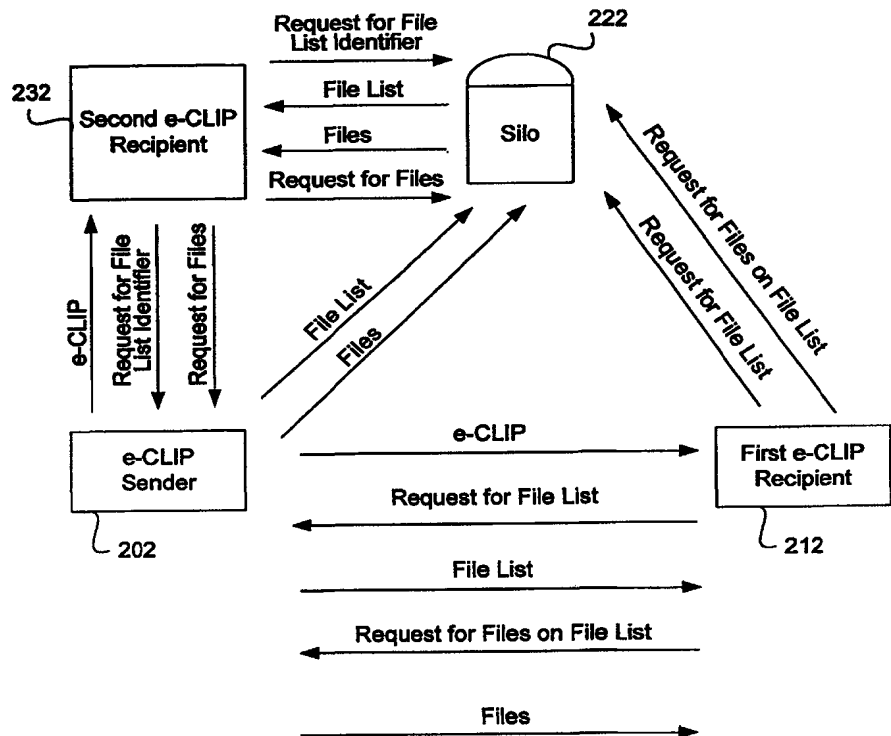 Request for File
List Identifier
222
232
Second e-CLIP
Recipient
File List
Files
Request for Files
Silo
Request for Files on File List
Request for File List
e-CLIP
Request for File
List Identifier
Request for Files
File List
Files
e-CLIP
Sender
202
e-CLIP
First e-CLIP
Recipient
212
Request for File List
File List
Request for Files on File List
Files